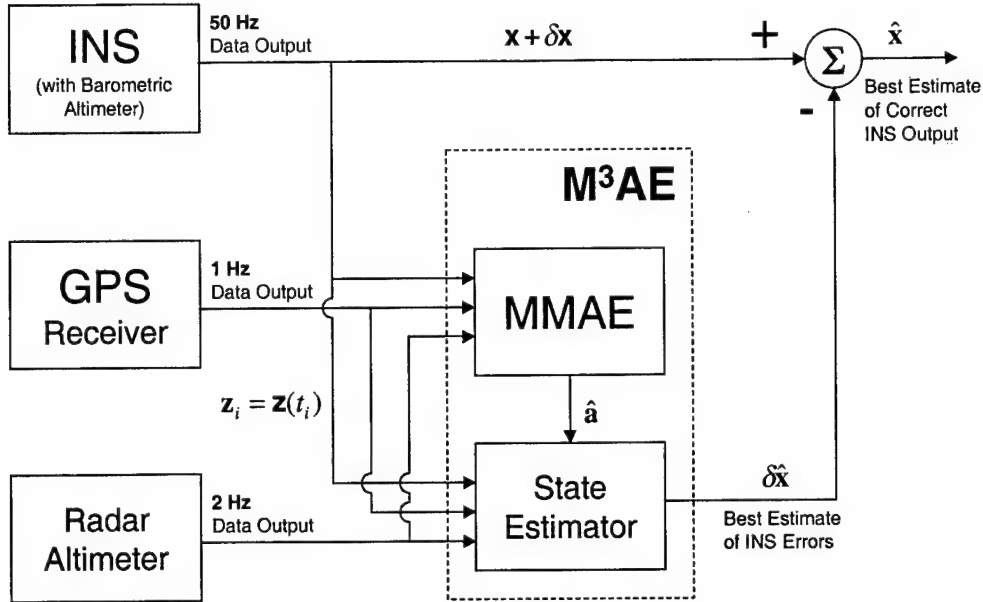 INS
(with Barometric
Altimeter)
50 Hz
Data Output
x + δx
+
Σ
-
x̂
Best Estimate
of Correct
INS Output
M³AE
GPS
Receiver
1 Hz
Data Output
MMAE
z_i = z(t_i)
â
Radar
Altimeter
2 Hz
Data Output
State
Estimator
δx̂
Best Estimate
of INS Errors